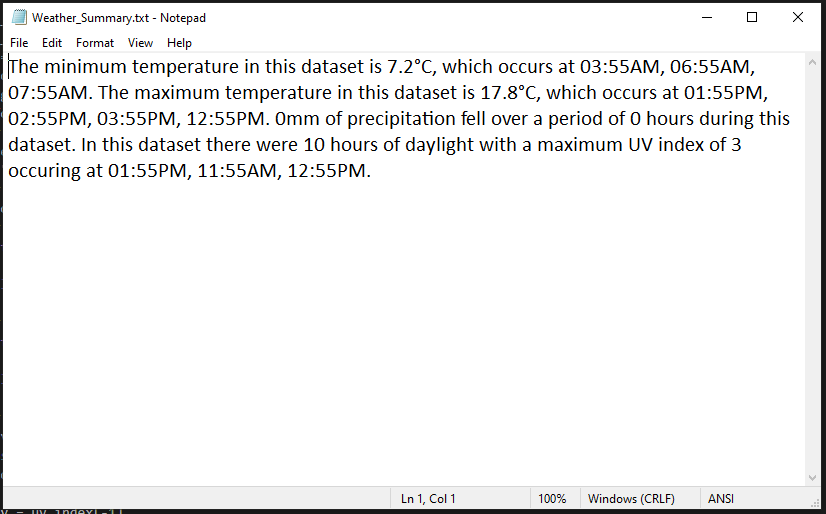 Weather_Summary.txt - Notepad
File Edit Format View Help
The minimum temperature in this dataset is 7.2°C, which occurs at 03:55AM, 06:55AM,
07:55AM. The maximum temperature in this dataset is 17.8°C, which occurs at 01:55PM,
02:55PM, 03:55PM, 12:55PM. 0mm of precipitation fell over a period of 0 hours during this
dataset. In this dataset there were 10 hours of daylight with a maximum UV index of 3
occuring at 01:55PM, 11:55AM, 12:55PM.
Ln 1, Col 1 100% Windows (CRLF) ANSI